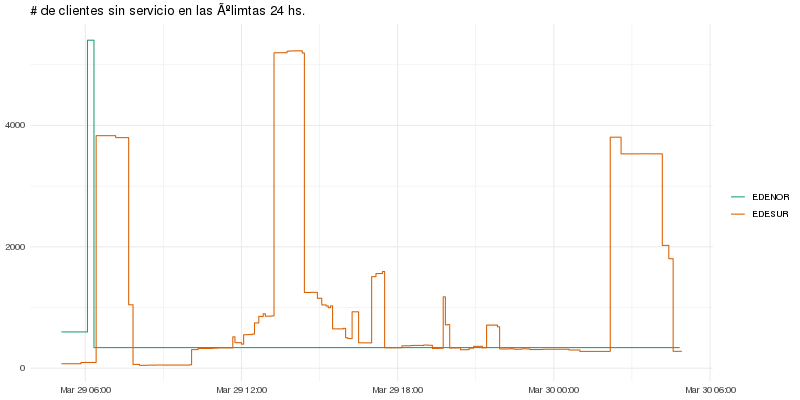 # de clientes sin servicio en las Ãºlimtas 24 hs.
4000
2000
0
Mar 29 06:00
Mar 29 12:00
Mar 29 18:00
Mar 30 00:00
Mar 30 06:00
EDENOR
EDESUR